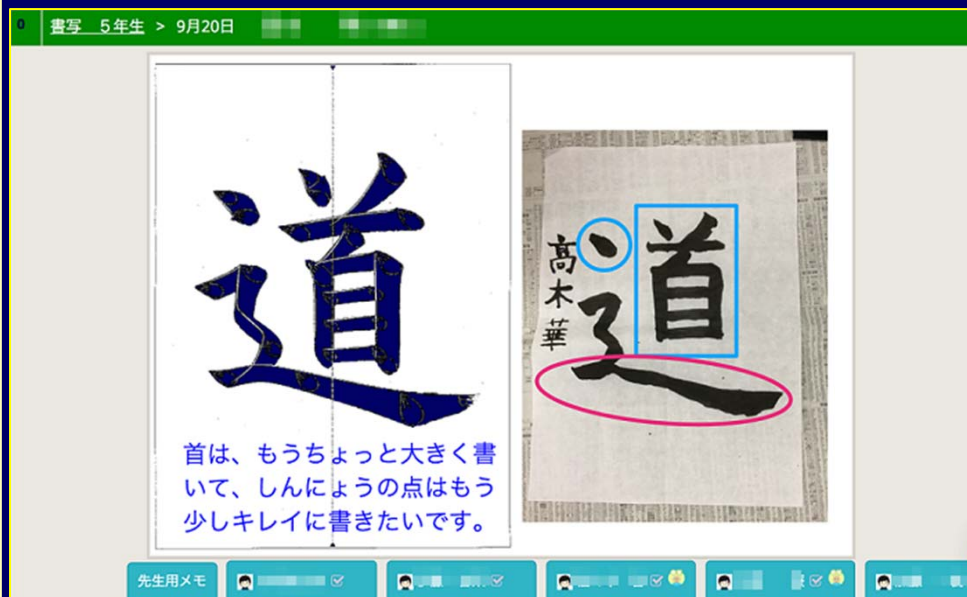 0 書写　５年生 > 9月20日
道
首は、もうちょっと大きく書
いて、しんにょうの点はもう
少しキレイに書きたいです。
道
高木華
先生用メモ